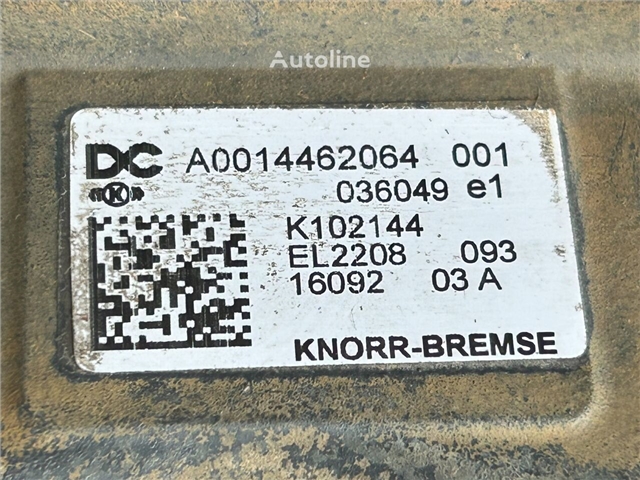 Autoline
DC A0014462064 001
K 036049 e1
K102144
EL2208 093
16092 03 A
KNORR-BREMSE